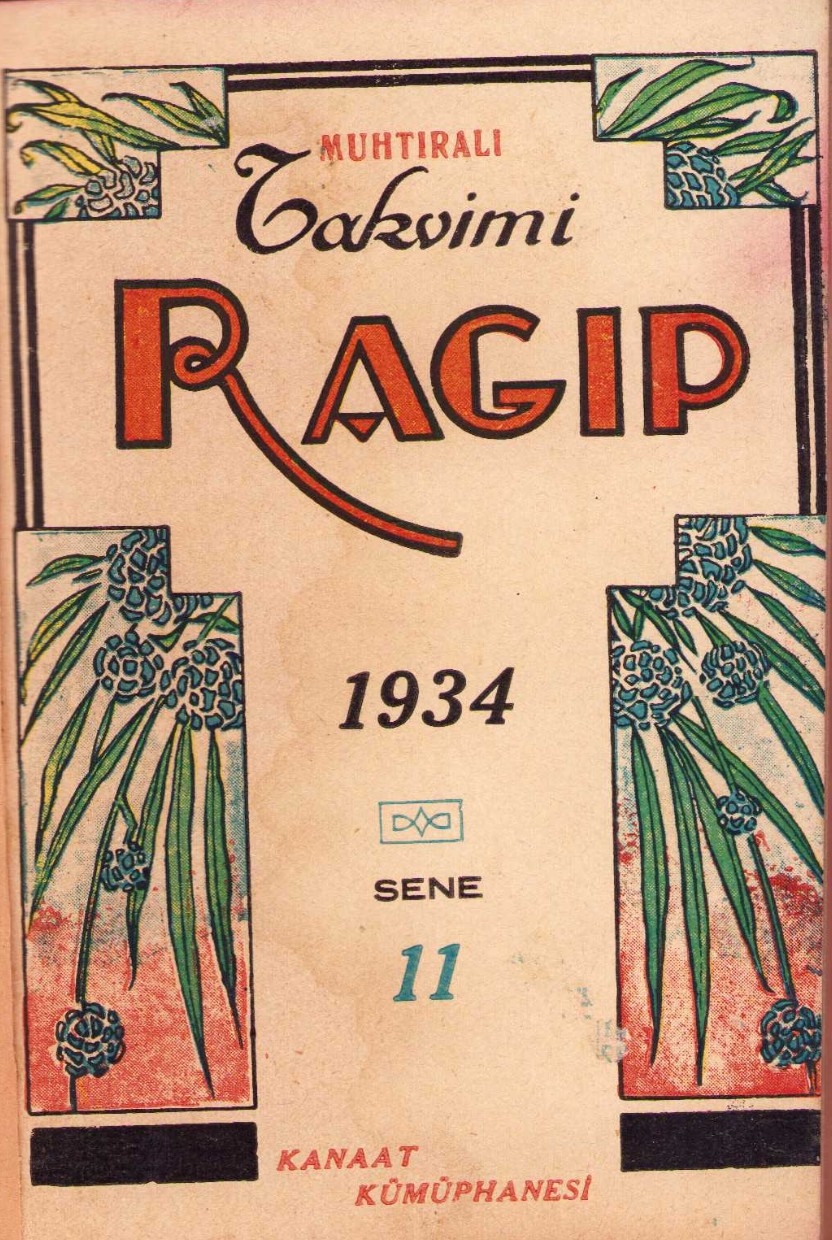 MUHTIRALI
Takvimi
RAGIP
1934
SENE
11
KANAAT
KÜMÜPHANESİ